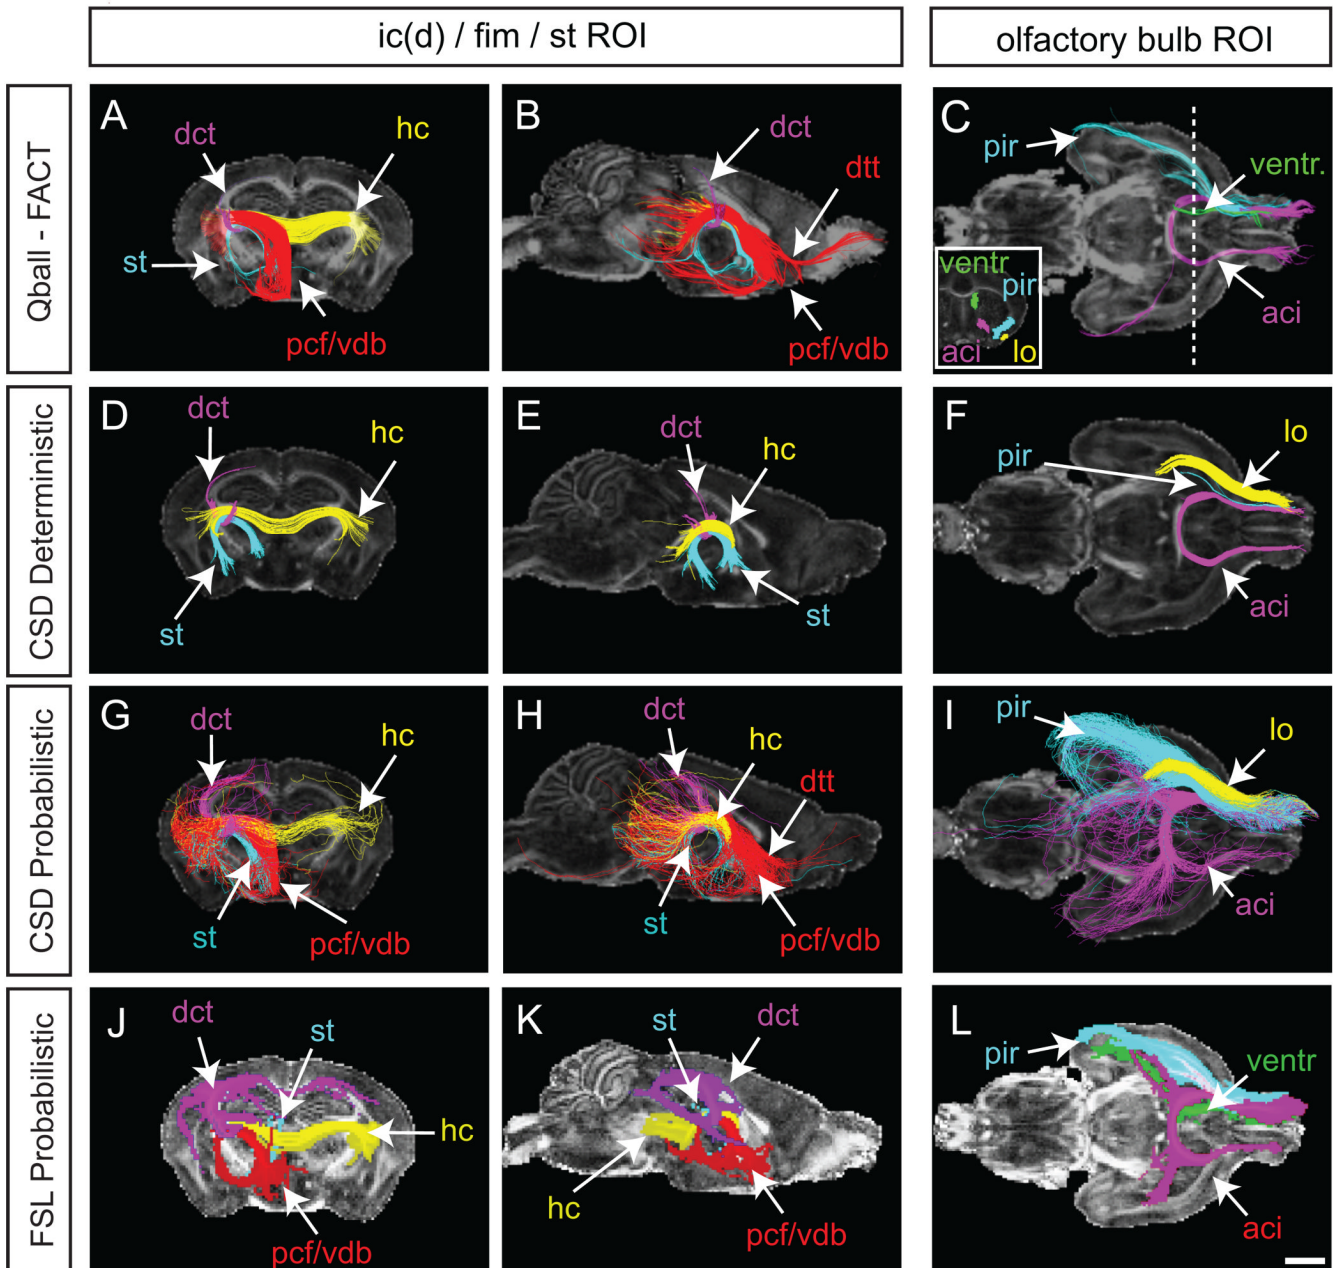 ic(d) / fim / st ROI
olfactory bulb ROI
Qball - FACT
A
dct
hc
st
pcf/vdb
B
dct
dtt
pcf/vdb
C
pir
ventr.
aci
ventr
pir
aci
lo
CSD Deterministic
D
dct
hc
st
E
dct
hc
st
F
pir
lo
aci
CSD Probabilistic
G
dct
hc
st
pcf/vdb
H
dct
hc
dtt
st
pcf/vdb
I
pir
lo
aci
FSL Probabilistic
J
dct
st
hc
pcf/vdb
K
st
dct
hc
pcf/vdb
L
pir
ventr
aci